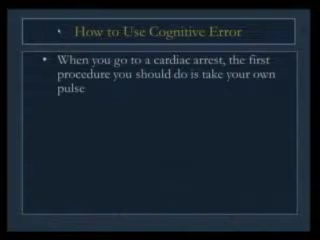 • How to Use Cognitive Error
• When you go to a cardiac arrest, the first
procedure you should do is take your own
pulse